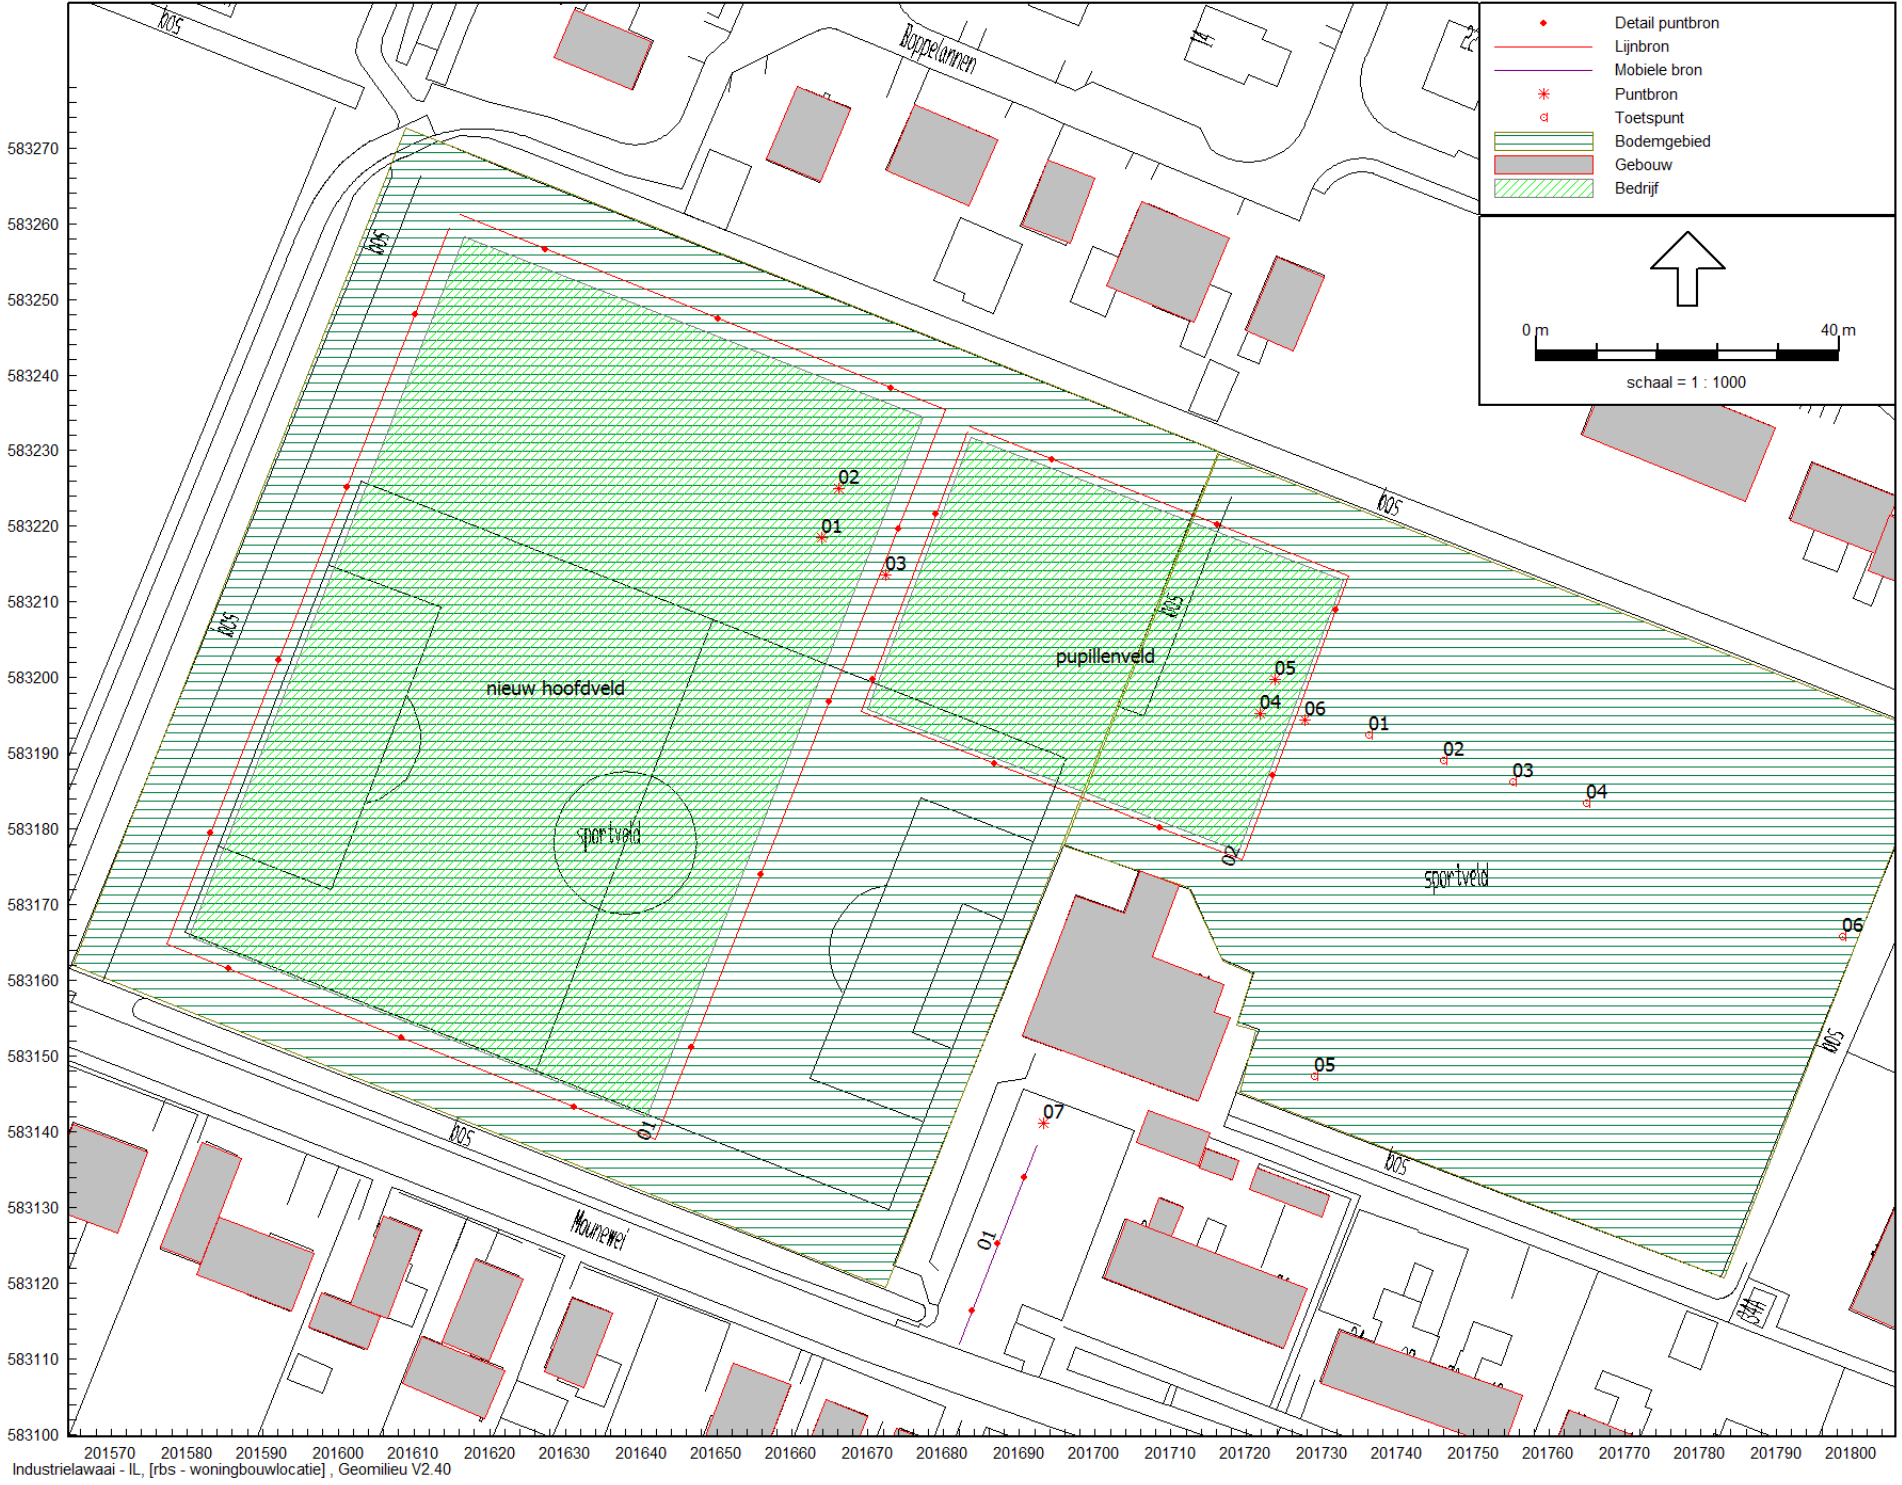 Detail puntbron
Lijnbron
Mobiele bron
Puntbron
Toetspunt
Bodemgebied
Gebouw
Bedrijf
0 m
40 m
schaal = 1 : 1000
Boppelannen
14
22
bos
bos
bos
bos
bos
bos
bos
bos
583270
583260
583250
583240
583230
583220
583210
583200
583190
583180
583170
583160
583150
583140
583130
583120
583110
583100
02
01
03
05
04
06
01
02
03
04
06
05
07
01
02
01
pupillenveld
nieuw hoofdveld
sportveld
sportveld
201570
201580
201590
201600
201610
201620
201630
201640
201650
201660
201670
201680
201690
201700
201710
201720
201730
201740
201750
201760
201770
201780
201790
201800
Industrielawaai - IL, [rbs - woningbouwlocatie] , Geomilieu V2.40